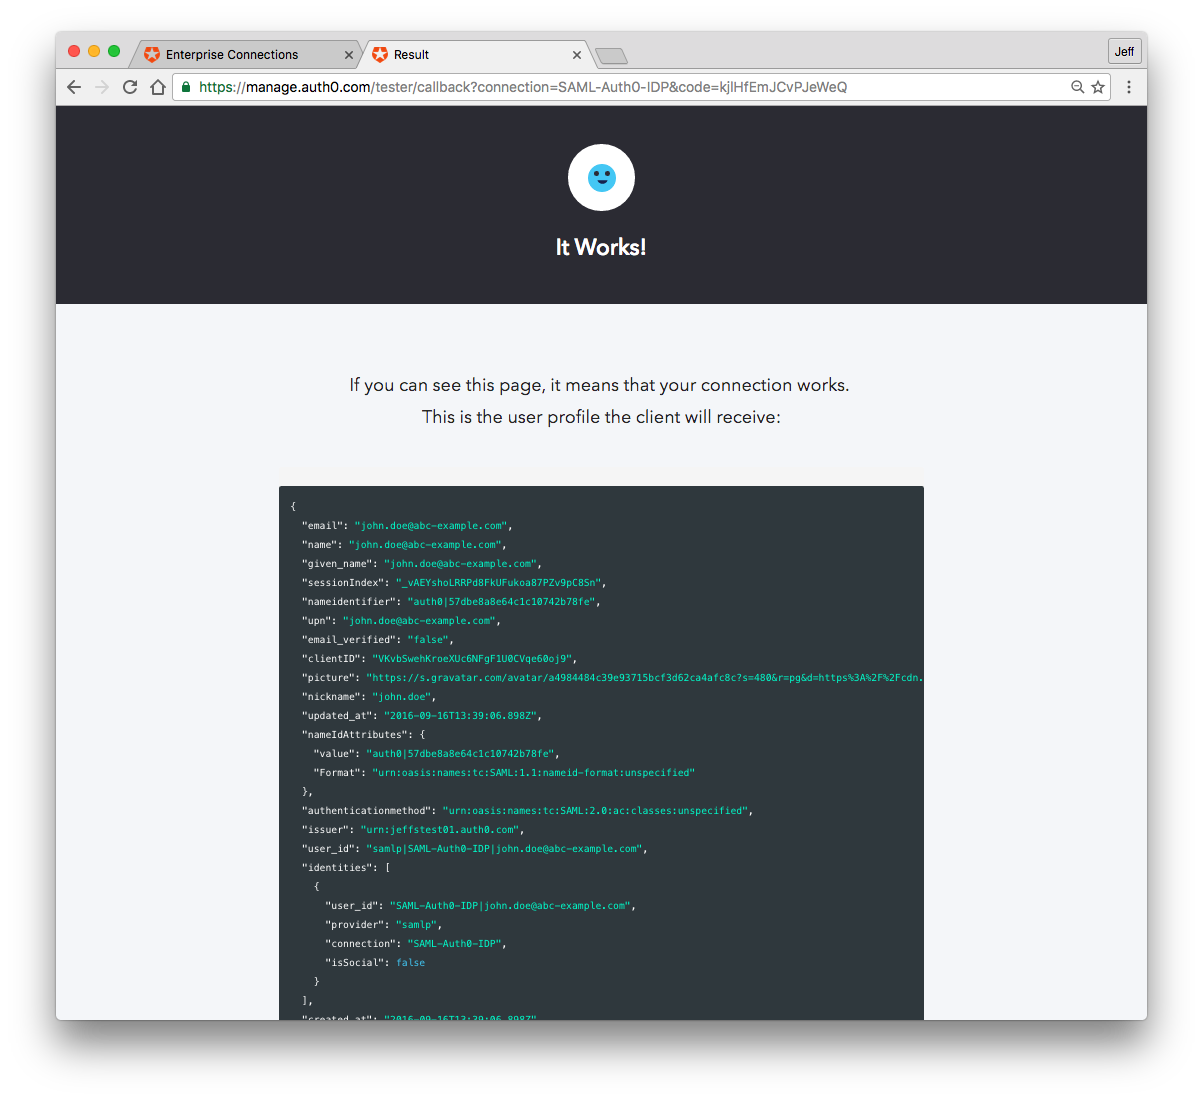 Enterprise Connections
Result
Jeff
https://manage.auth0.com/tester/callback?connection=SAML-Auth0-IDP&code=kjlHfEmJCvPJeWeQ
It Works!
If you can see this page, it means that your connection works.
This is the user profile the client will receive:
{
"email": "john.doe@abc-example.com",
"name": "john.doe@abc-example.com",
"given_name": "john.doe@abc-example.com",
"sessionIndex": "_vAEYshoLRRPd8FkUFukoa87PZv9pC8Sn",
"nameidentifier": "auth0|57dbe8a8e64c1c10742b78fe",
"upn": "john.doe@abc-example.com",
"email_verified": "false",
"clientID": "VKvbSwehKroeXUc6NFgF1U0CVqe60oj9",
"picture": "https://s.gravatar.com/avatar/a4984484c39e93715bcf3d62ca4afc8c?s=480&r=pg&d=https%3A%2F%2Fcdn.
"nickname": "john.doe",
"updated_at": "2016-09-16T13:39:06.898Z",
"nameIdAttributes": {
"value": "auth0|57dbe8a8e64c1c10742b78fe",
"Format": "urn:oasis:names:tc:SAML:1.1:nameid-format:unspecified"
},
"authenticationmethod": "urn:oasis:names:tc:SAML:2.0:ac:classes:unspecified",
"issuer": "urn:jeffstest01.auth0.com",
"user_id": "samlp|SAML-Auth0-IDP|john.doe@abc-example.com",
"identities": [
{
"user_id": "SAML-Auth0-IDP|john.doe@abc-example.com",
"provider": "samlp",
"connection": "SAML-Auth0-IDP",
"isSocial": false
}
],
"created_at": "2016-09-16T13:39:06.898Z"